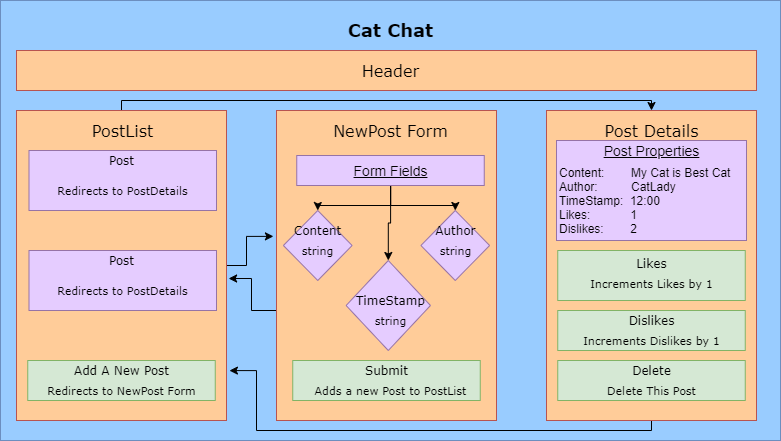 Cat Chat
Header
PostList
Post
Redirects to PostDetails
Post
Redirects to PostDetails
Add A New Post
Redirects to NewPost Form
NewPost Form
Form Fields
Content
string
Author
string
TimeStamp
string
Submit
Adds a new Post to PostList
Post Details
Post Properties
Content: My Cat is Best Cat
Author: CatLady
TimeStamp: 12:00
Likes: 1
Dislikes: 2
Likes
Increments Likes by 1
Dislikes
Increments Dislikes by 1
Delete
Delete This Post